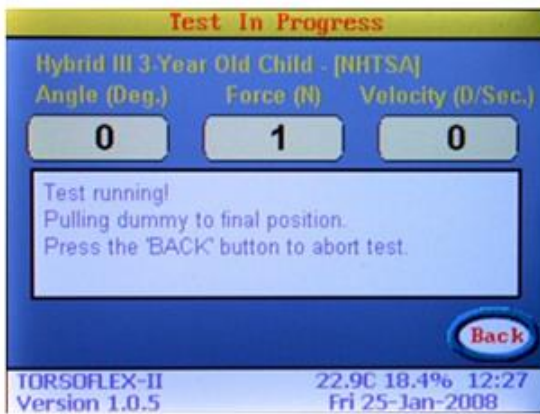 Test In Progress
Hybrid III 3-Year Old Child - [NHTSA]
Angle (Deg.) Force (N) Velocity (D/Sec.)
0 1 0
Test running!
Pulling dummy to final position.
Press the 'BACK' button to abort test.
Back
TORSOFLEX-II 22.9C 18.4% 12:27
Version 1.0.5 Fri 25-Jan-2008